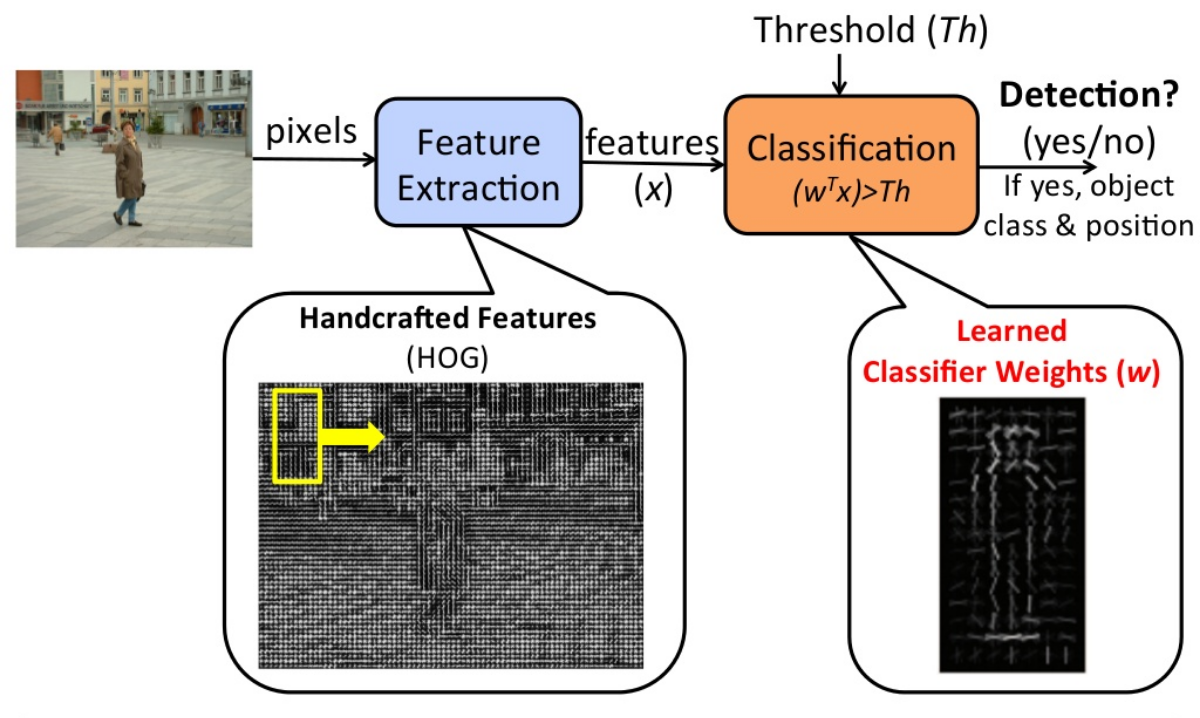 Threshold (Th)
pixels
Feature
Extraction
features
(x)
Classification
(wᵀx)>Th
Detection?
(yes/no)
If yes, object
class & position
Handcrafted Features
(HOG)
Learned
Classifier Weights (w)